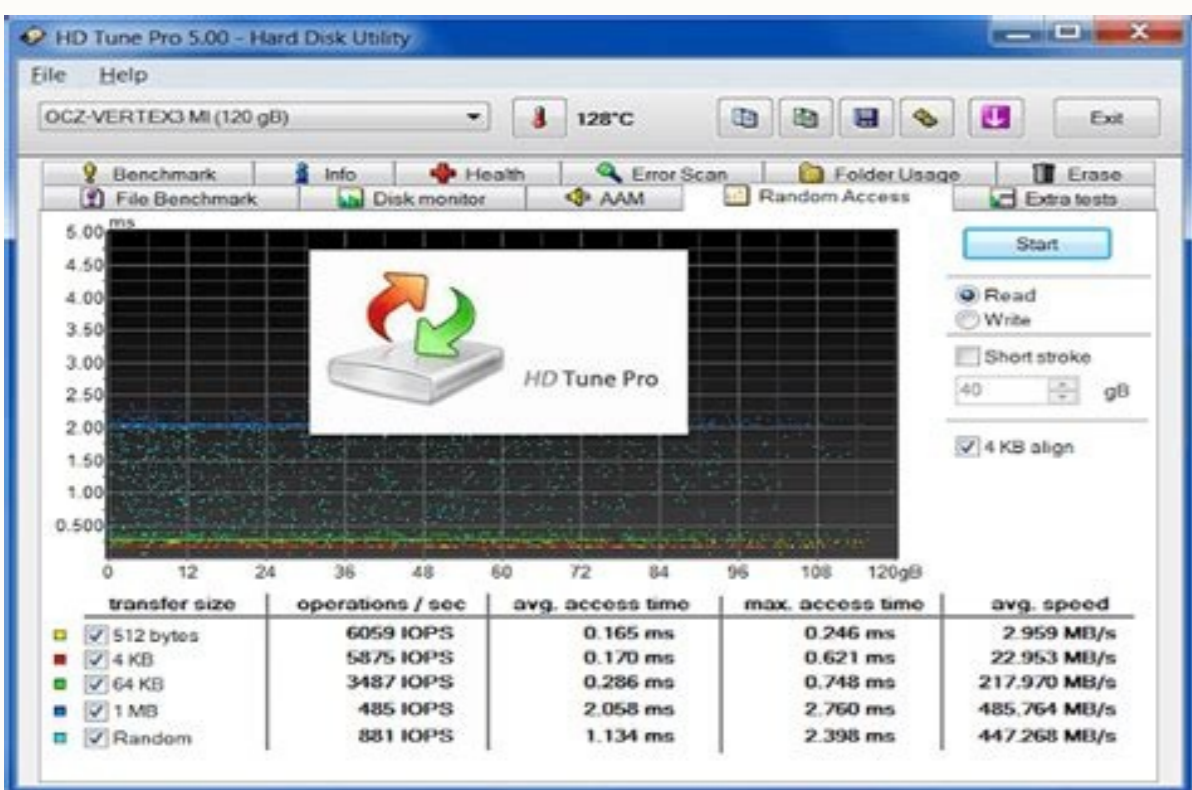 HD Tune Pro 5.00 - Hard Disk Utility
File Help
OCZ-VERTEX3 MI (120 gB) 128°C Exit
Benchmark Info Health Error Scan Folder Usage Erase
File Benchmark Disk monitor AAM Random Access Extra tests
ms
5.00
4.50
4.00
3.50
3.00
2.50
2.00
1.50
1.00
0.500
0 12 24 36 48 60 72 84 96 108 120gB
HD Tune Pro
Start
Read
Write
Short stroke
40 gB
4 KB align
transfer size operations / sec avg. access time max. access time avg. speed
512 bytes 6059 IOPS 0.165 ms 0.246 ms 2.959 MB/s
4 KB 5875 IOPS 0.170 ms 0.621 ms 22.953 MB/s
64 KB 3487 IOPS 0.286 ms 0.748 ms 217.970 MB/s
1 MB 485 IOPS 2.058 ms 2.760 ms 485.764 MB/s
Random 881 IOPS 1.134 ms 2.398 ms 447.268 MB/s